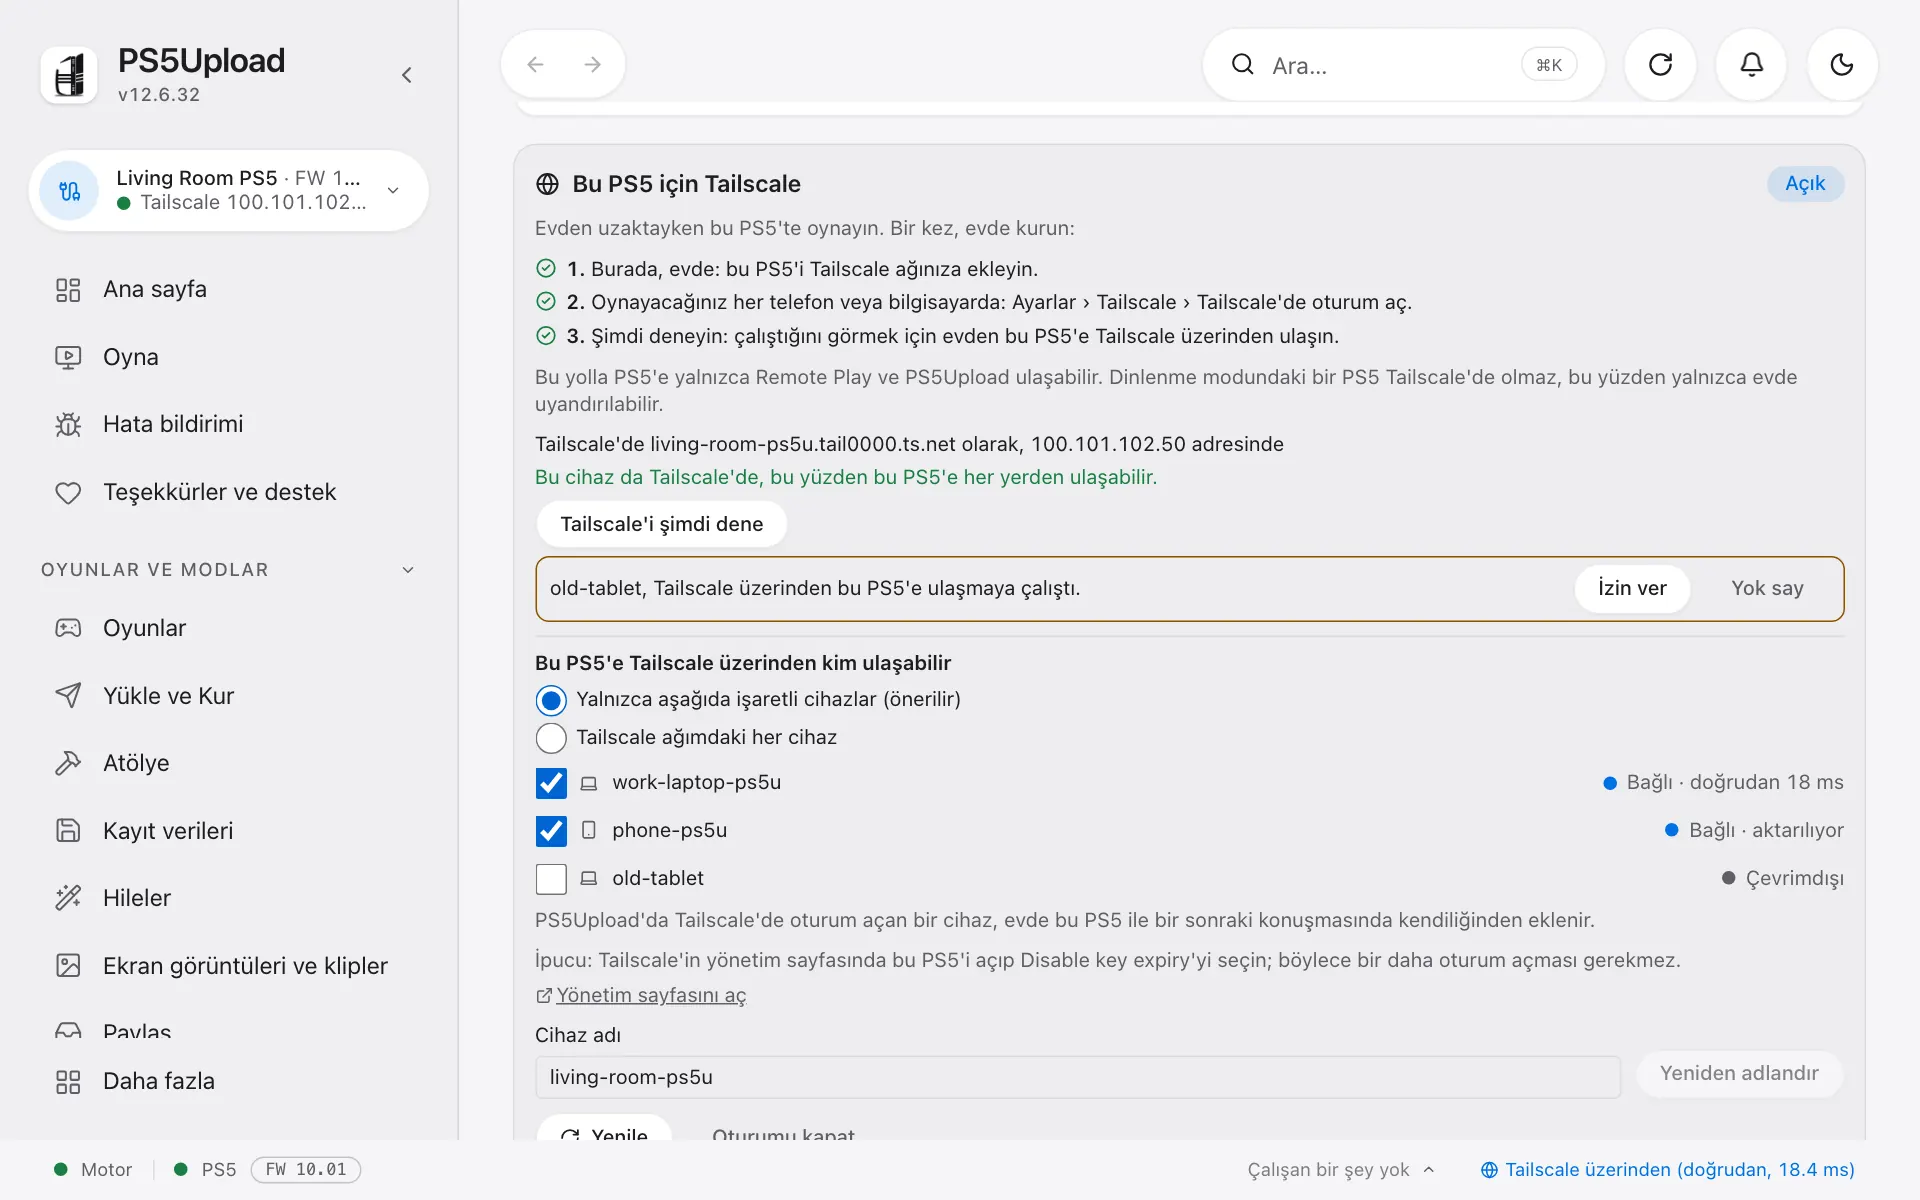 PS5Upload
v12.6.32
Living Room PS5 · FW 1...
Tailscale 100.101.102...
Ana sayfa
Oyna
Hata bildirimi
Teşekkürler ve destek
OYUNLAR VE MODLAR
Oyunlar
Yükle ve Kur
Atölye
Kayıt verileri
Hileler
Ekran görüntüleri ve klipler
Paylaş
Daha fazla
Ara...
⌘K
Bu PS5 için Tailscale
Açık
Evden uzaktayken bu PS5'te oynayın. Bir kez, evde kurun:
1. Burada, evde: bu PS5'i Tailscale ağınıza ekleyin.
2. Oynayacağınız her telefon veya bilgisayarda: Ayarlar › Tailscale › Tailscale'de oturum aç.
3. Şimdi deneyin: çalıştığını görmek için evden bu PS5'e Tailscale üzerinden ulaşın.
Bu yolla PS5'e yalnızca Remote Play ve PS5Upload ulaşabilir. Dinlenme modundaki bir PS5 Tailscale'de olmaz, bu yüzden yalnızca evde
uyandırılabilir.
Tailscale'de living-room-ps5u.tail0000.ts.net olarak, 100.101.102.50 adresinde
Bu cihaz da Tailscale'de, bu yüzden bu PS5'e her yerden ulaşabilir.
Tailscale'i şimdi dene
old-tablet, Tailscale üzerinden bu PS5'e ulaşmaya çalıştı.
İzin ver
Yok say
Bu PS5'e Tailscale üzerinden kim ulaşabilir
Yalnızca aşağıda işaretli cihazlar (önerilir)
Tailscale ağımdaki her cihaz
work-laptop-ps5u
Bağlı · doğrudan 18 ms
phone-ps5u
Bağlı · aktarılıyor
old-tablet
Çevrimdışı
PS5Upload'da Tailscale'de oturum açan bir cihaz, evde bu PS5 ile bir sonraki konuşmasında kendiliğinden eklenir.
İpucu: Tailscale'in yönetim sayfasında bu PS5'i açıp Disable key expiry'yi seçin; böylece bir daha oturum açması gerekmez.
Yönetim sayfasını aç
Cihaz adı
living-room-ps5u
Yeniden adlandır
Yenile
Oturumu kapat
Motor
PS5
FW 10.01
Çalışan bir şey yok
Tailscale üzerinden (doğrudan, 18.4 ms)